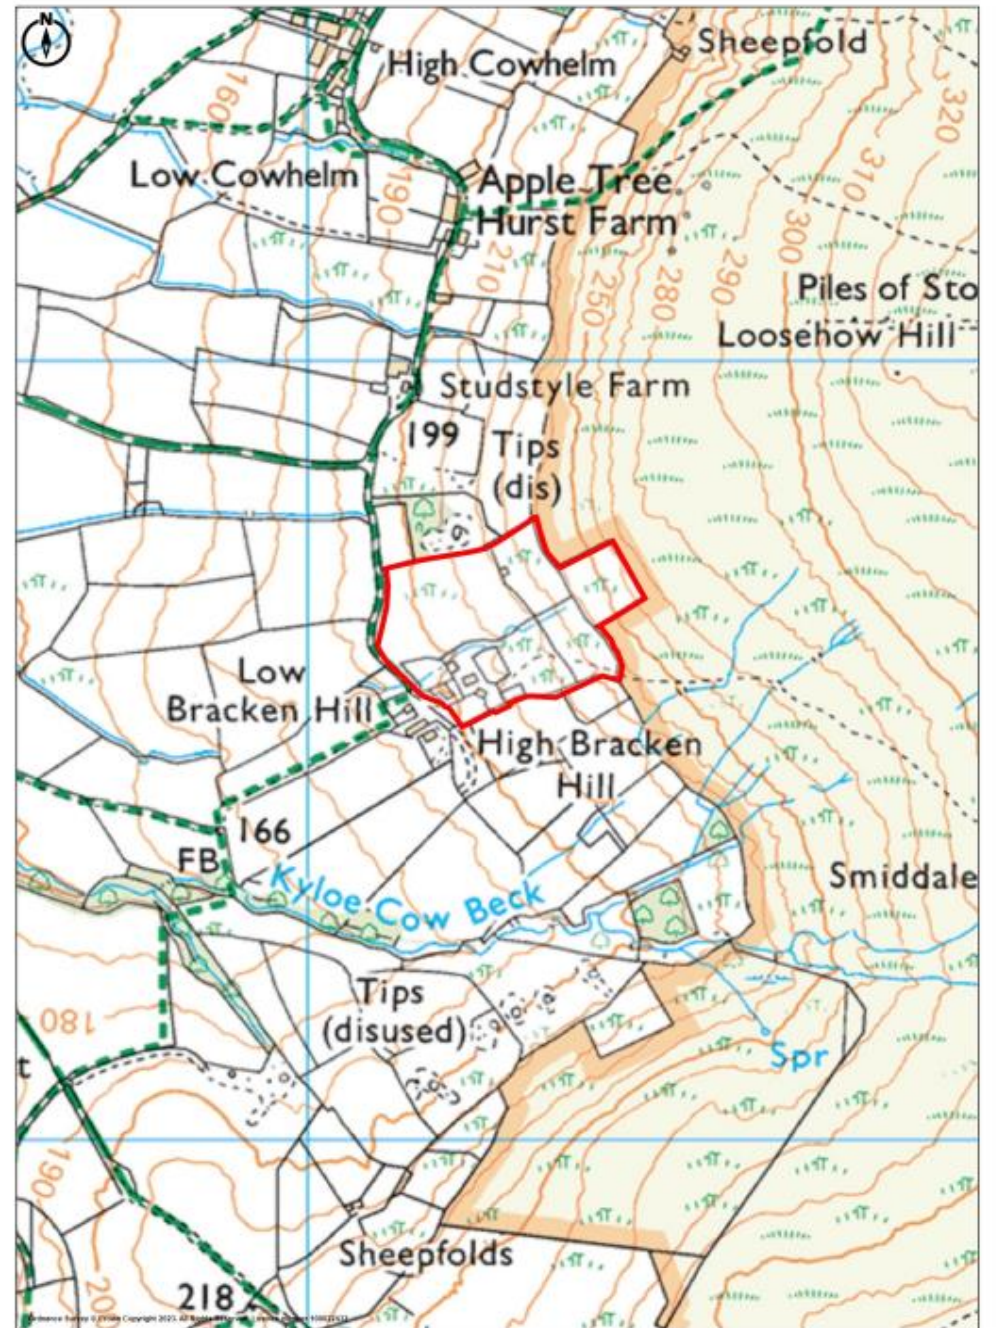 N
Sheepfold
High Cowhelm
160
320
Low Cowhelm
190
Apple Tree
Hurst Farm
310
210
300
250
280
290
Piles of Sto
Loosehow Hill
Studstyle Farm
199
Tips
(dis)
Low
Bracken Hill
High Bracken
Hill
166
FB
Kyloe Cow Beck
Smiddale
Tips
(disused)
180
Spr
t
190
Sheepfolds
200
218